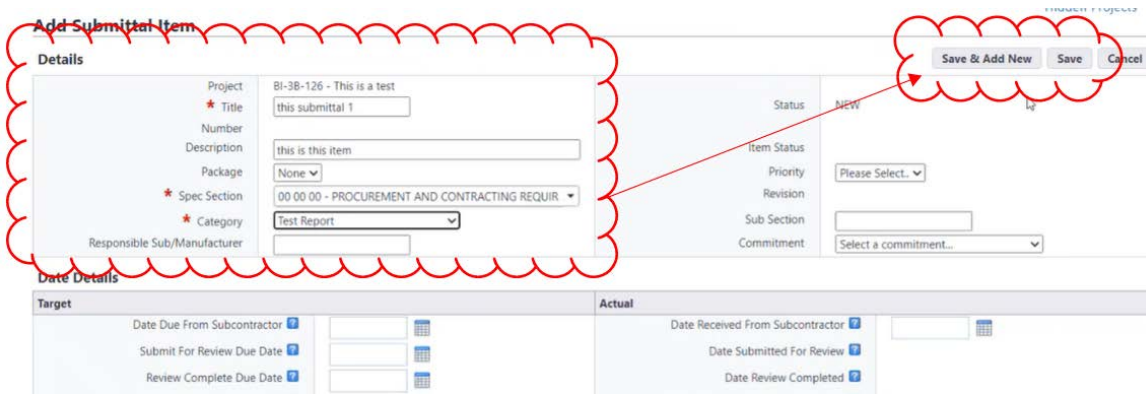 Hidden Projects
Add Submittal Item
Details
Save & Add New Save Cancel
Project BI-3B-126 - This is a test
* Title this submittal 1
Status NEW
Number
Description this is this item
Item Status
Package None
Priority Please Select..
* Spec Section 00 00 00 - PROCUREMENT AND CONTRACTING REQUIR
Revision
* Category Test Report
Sub Section
Responsible Sub/Manufacturer
Commitment Select a commitment...
Date Details
Target Actual
Date Due From Subcontractor ? Date Received From Subcontractor ?
Submit For Review Due Date ? Date Submitted For Review ?
Review Complete Due Date ? Date Review Completed ?